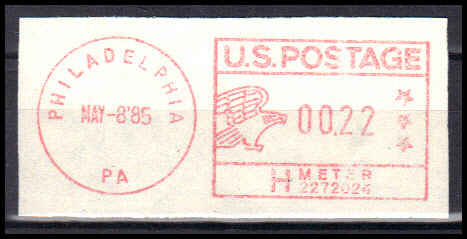 PHILADELPHIA
MAY-8'85
PA
U.S. POSTAGE
00.22
H METER
2272024